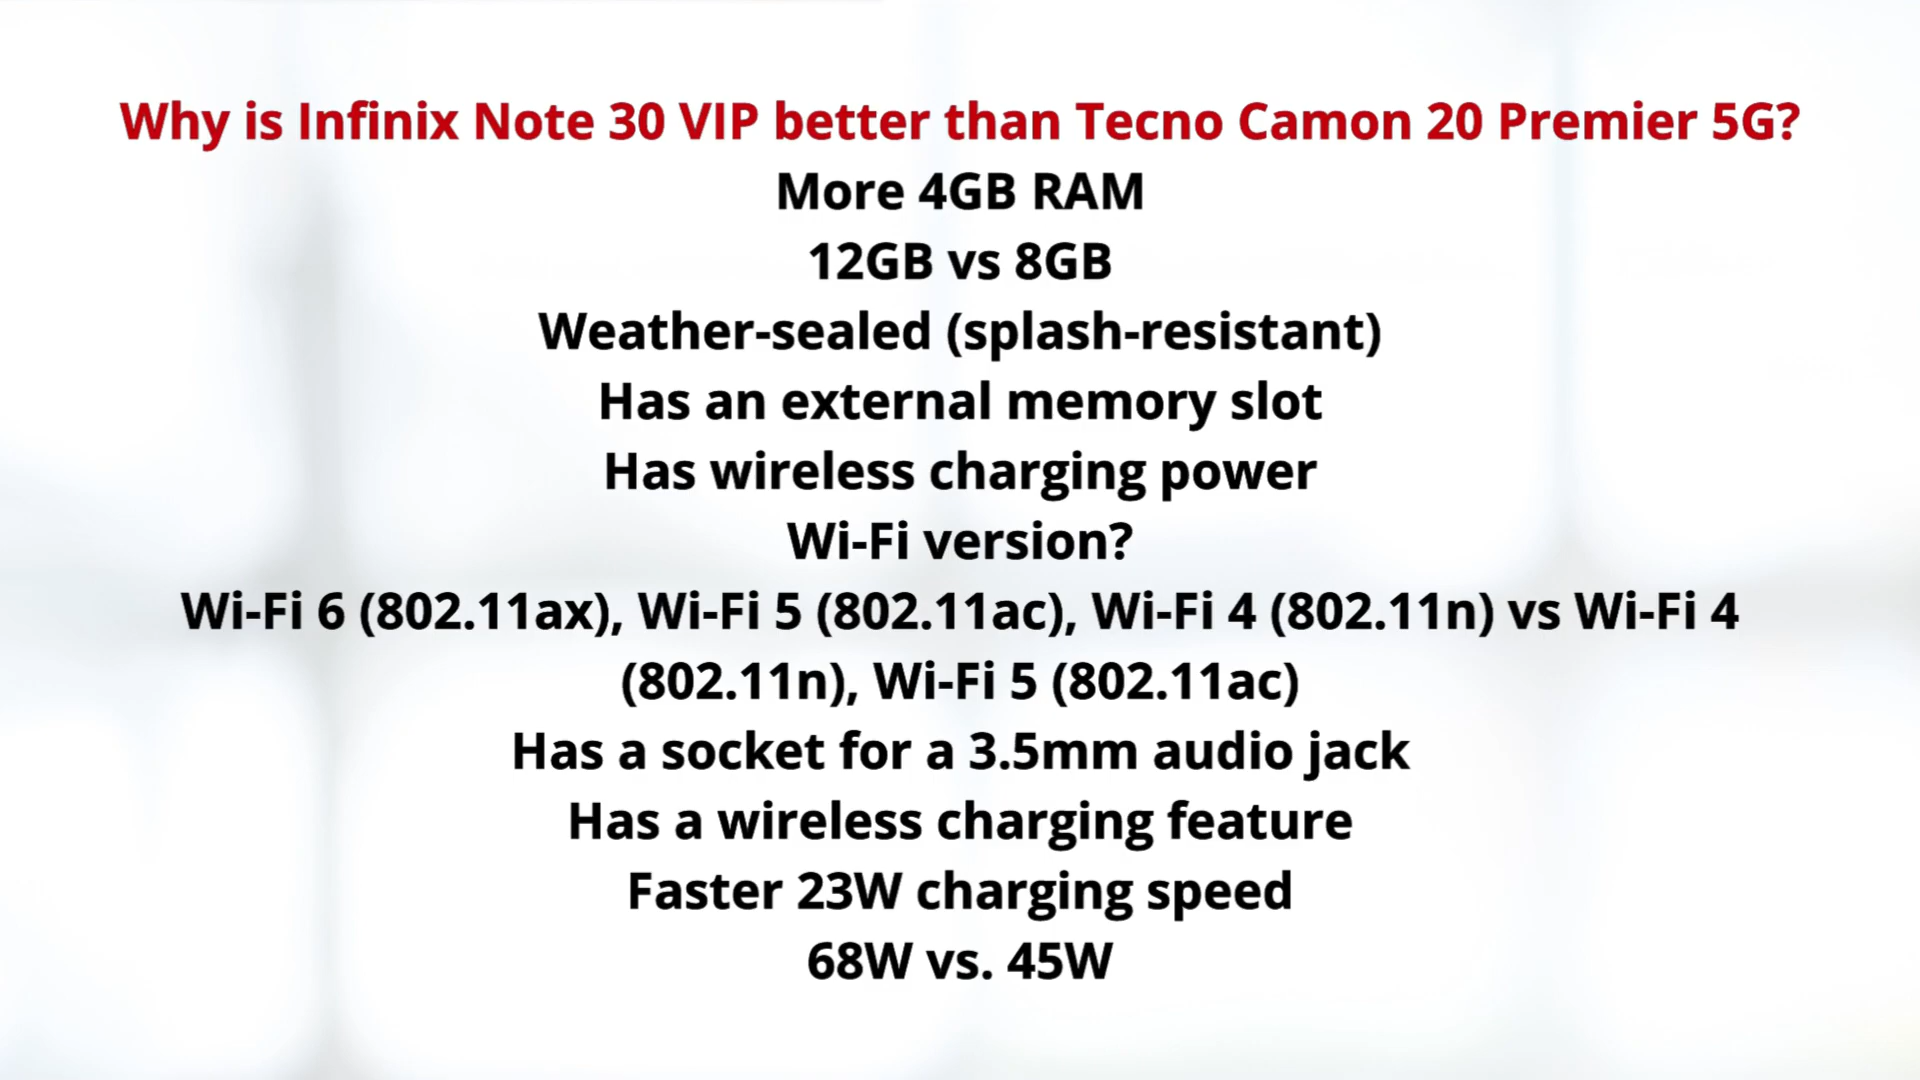 Why is Infinix Note 30 VIP better than Tecno Camon 20 Premier 5G?
More 4GB RAM
12GB vs 8GB
Weather-sealed (splash-resistant)
Has an external memory slot
Has wireless charging power
Wi-Fi version?
Wi-Fi 6 (802.11ax), Wi-Fi 5 (802.11ac), Wi-Fi 4 (802.11n) vs Wi-Fi 4
(802.11n), Wi-Fi 5 (802.11ac)
Has a socket for a 3.5mm audio jack
Has a wireless charging feature
Faster 23W charging speed
68W vs. 45W